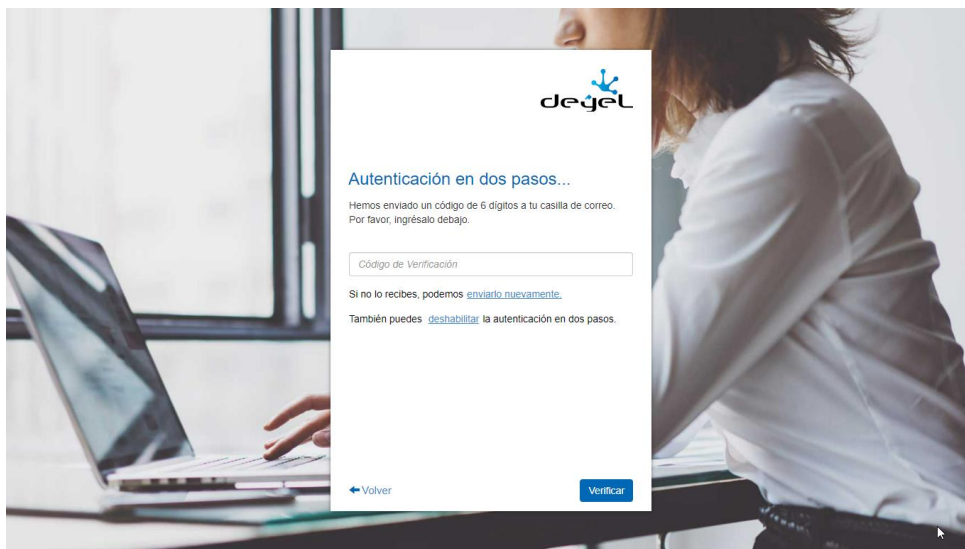 deyel
Autenticación en dos pasos...
Hemos enviado un código de 6 dígitos a tu casilla de correo.
Por favor, ingrésalo debajo.
Código de Verificación
Si no lo recibes, podemos enviarlo nuevamente.
También puedes deshabilitar la autenticación en dos pasos.
Volver
Verificar